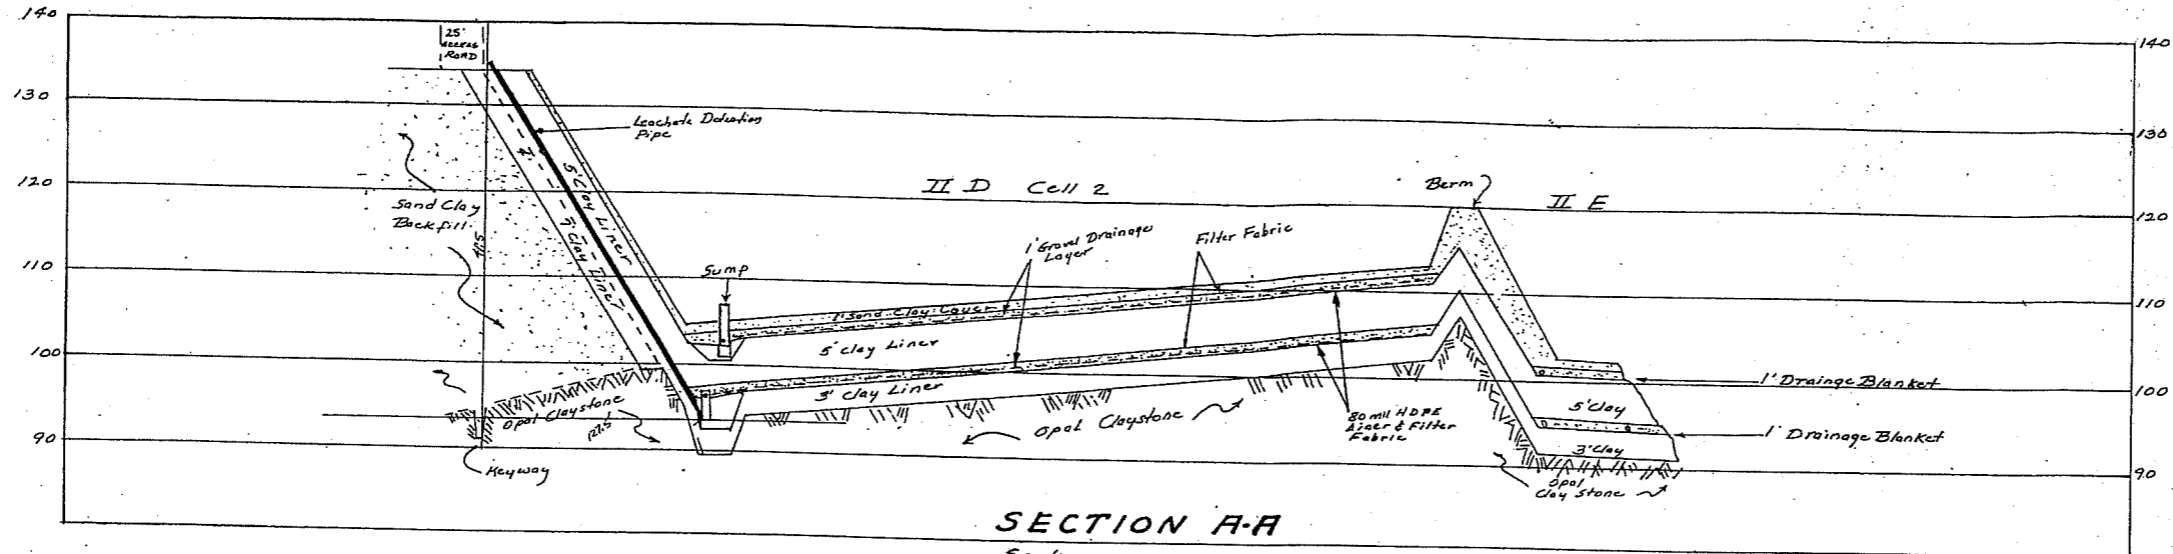 140
140
25'
ACCESS
ROAD
130
130
Leachate Detection
Pipe
120
120
II D Cell 2
Berm
II E
Sand Clay
Backfill
5' Clay Liner
7' Clay Liner
1' Gravel Drainage
Layer
Filter Fabric
110
110
Sump
1' Sand Clay Cover
5' Clay Liner
100
100
3' Clay Liner
1' Drainge Blanket
5' Clay
Opal Claystone
Opal Claystone
80 mil HDPE
Liner & Filter
Fabric
1' Drainage Blanket
3' Clay
90
90
Keyway
Opal
Clay Stone
SECTION A-A